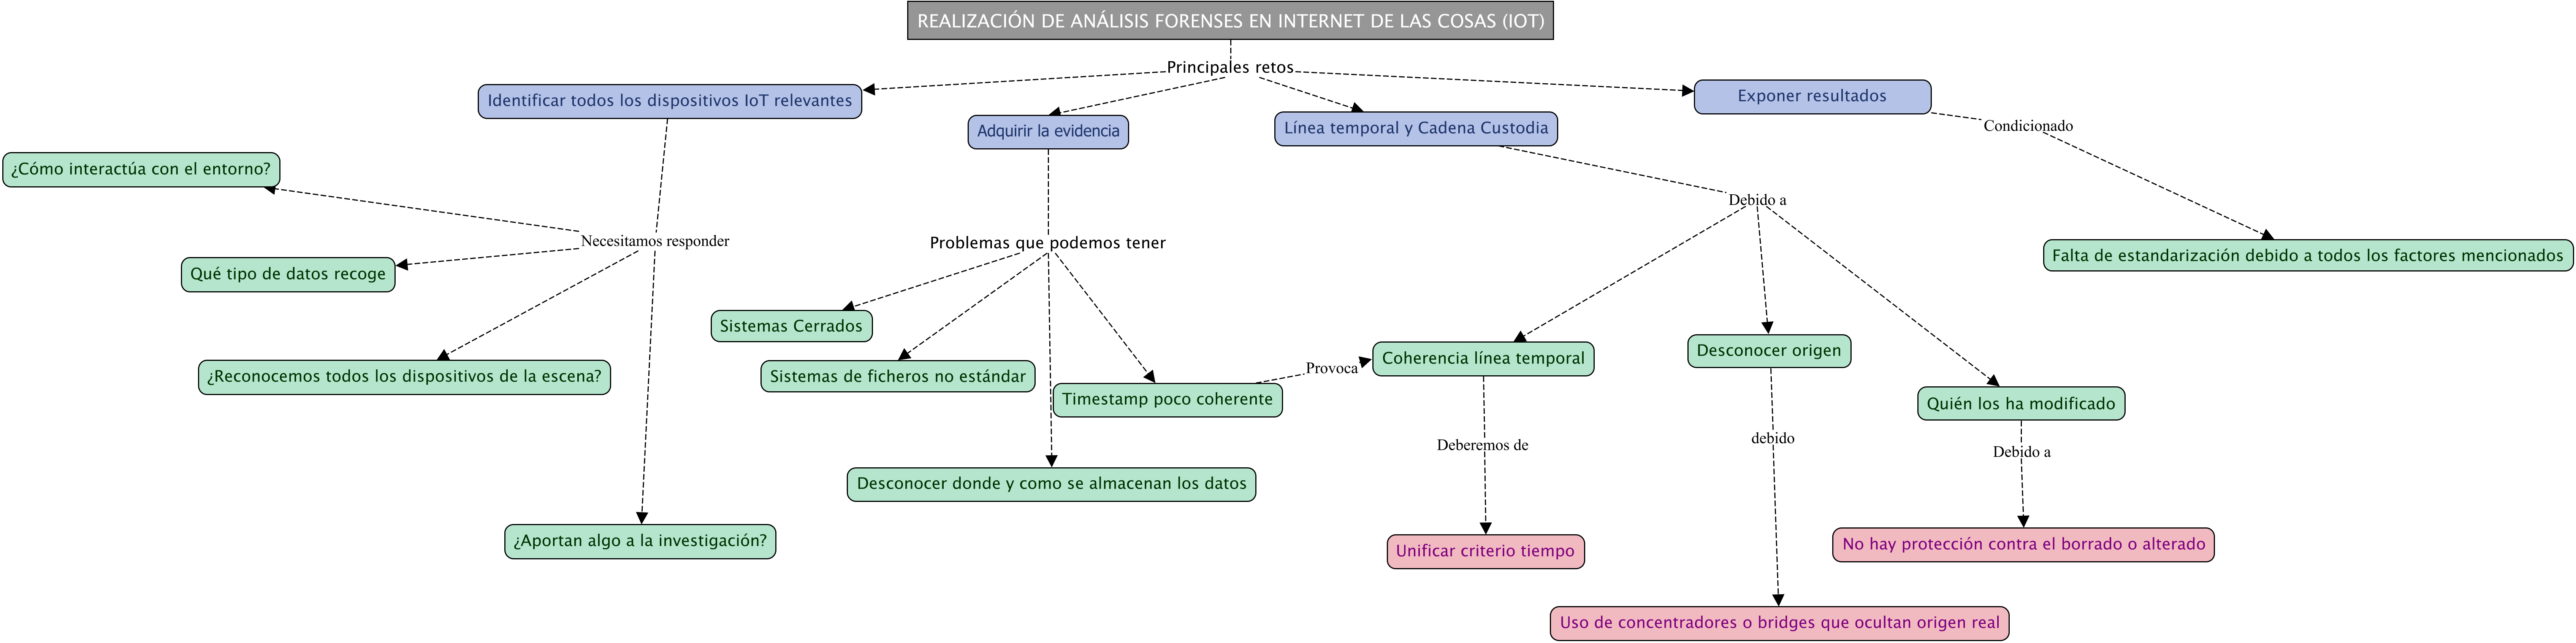 REALIZACIÓN DE ANÁLISIS FORENSES EN INTERNET DE LAS COSAS (IOT)
Principales retos
Identificar todos los dispositivos IoT relevantes
Adquirir la evidencia
Línea temporal y Cadena Custodia
Exponer resultados
Condicionado
¿Cómo interactúa con el entorno?
Debido a
Necesitamos responder
Problemas que podemos tener
Falta de estandarización debido a todos los factores mencionados
Qué tipo de datos recoge
Sistemas Cerrados
Coherencia línea temporal
Desconocer origen
Provoca
¿Reconocemos todos los dispositivos de la escena?
Sistemas de ficheros no estándar
Timestamp poco coherente
Quién los ha modificado
Deberemos de
debido
Debido a
Desconocer donde y como se almacenan los datos
¿Aportan algo a la investigación?
Unificar criterio tiempo
No hay protección contra el borrado o alterado
Uso de concentradores o bridges que ocultan origen real